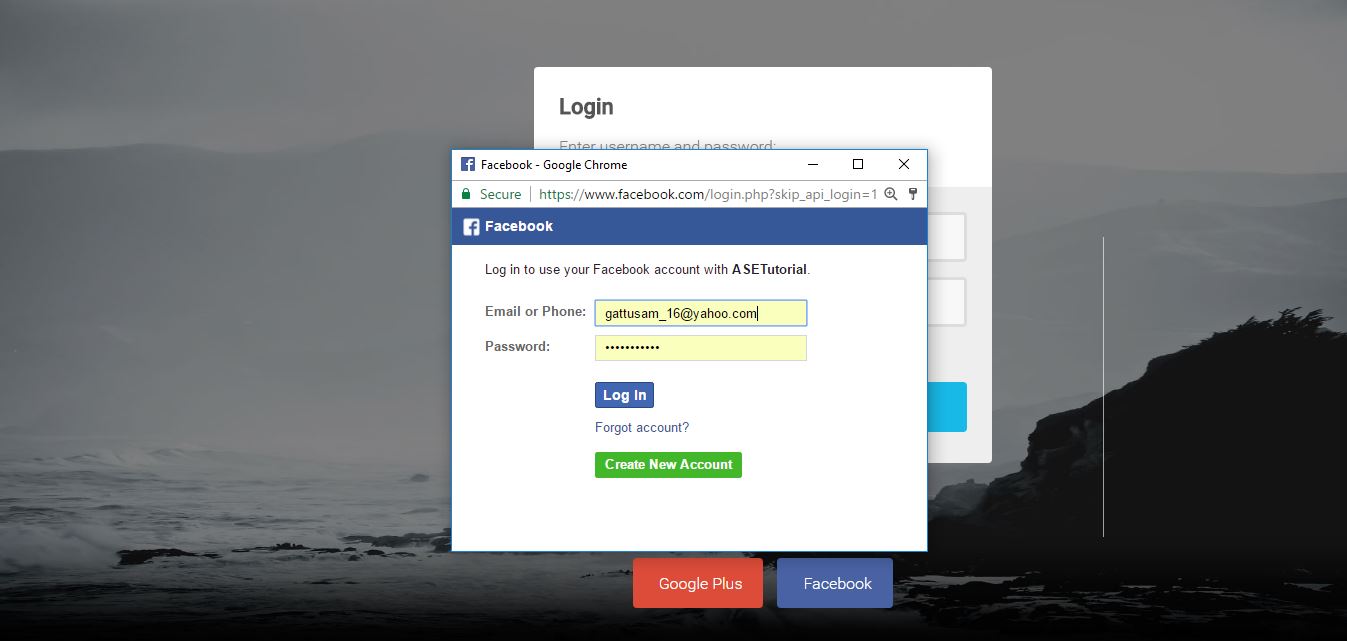 Login
Enter username and password:
Facebook - Google Chrome
Secure https://www.facebook.com/login.php?skip_api_login=1
Facebook
Log in to use your Facebook account with ASETutorial.
Email or Phone: gattusam_16@yahoo.com
Password: •••••••••••
Log In
Forgot account?
Create New Account
Google Plus Facebook